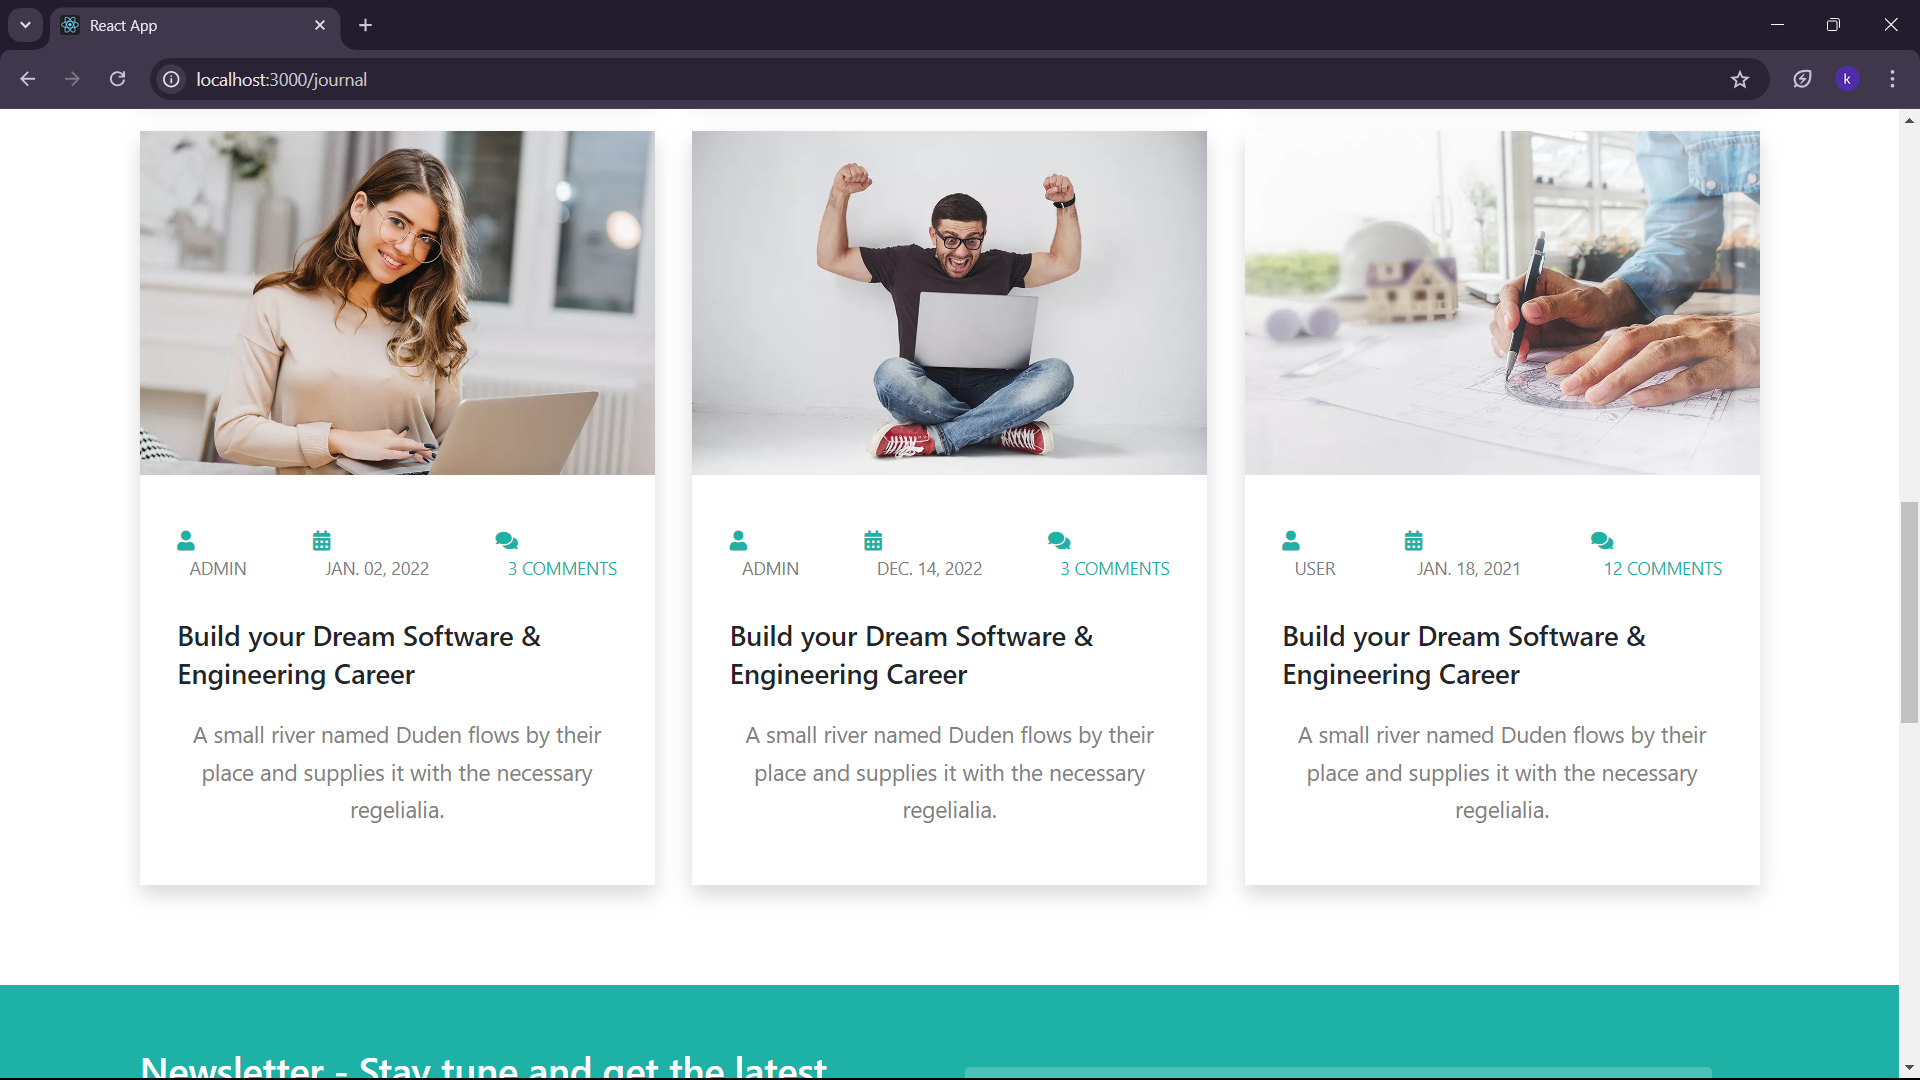 React App
localhost:3000/journal
k
ADMIN JAN. 02, 2022 3 COMMENTS
Build your Dream Software &
Engineering Career
A small river named Duden flows by their
place and supplies it with the necessary
regelialia.
ADMIN DEC. 14, 2022 3 COMMENTS
Build your Dream Software &
Engineering Career
A small river named Duden flows by their
place and supplies it with the necessary
regelialia.
USER JAN. 18, 2021 12 COMMENTS
Build your Dream Software &
Engineering Career
A small river named Duden flows by their
place and supplies it with the necessary
regelialia.
Newsletter - Stay tune and get the latest